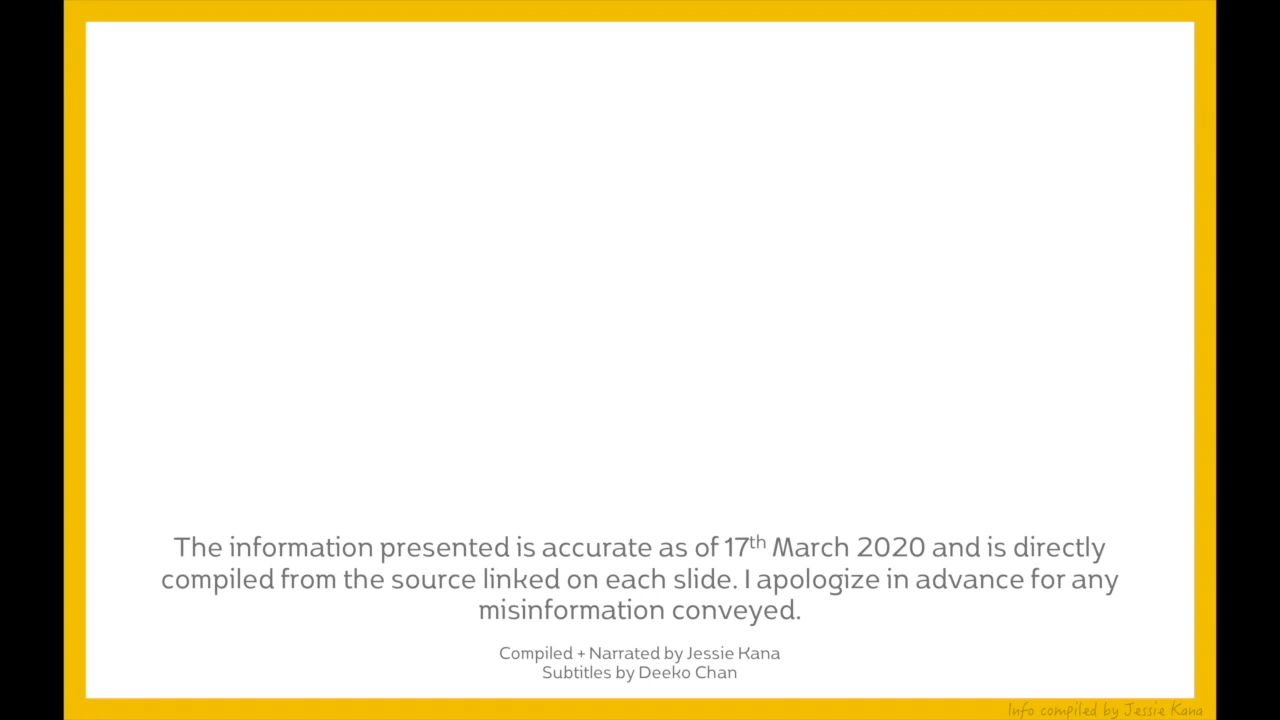 The information presented is accurate as of 17th March 2020 and is directly
compiled from the source linked on each slide. I apologize in advance for any
misinformation conveyed.
Compiled + Narrated by Jessie Kana
Subtitles by Deeko Chan
Info compiled by Jessie Kana